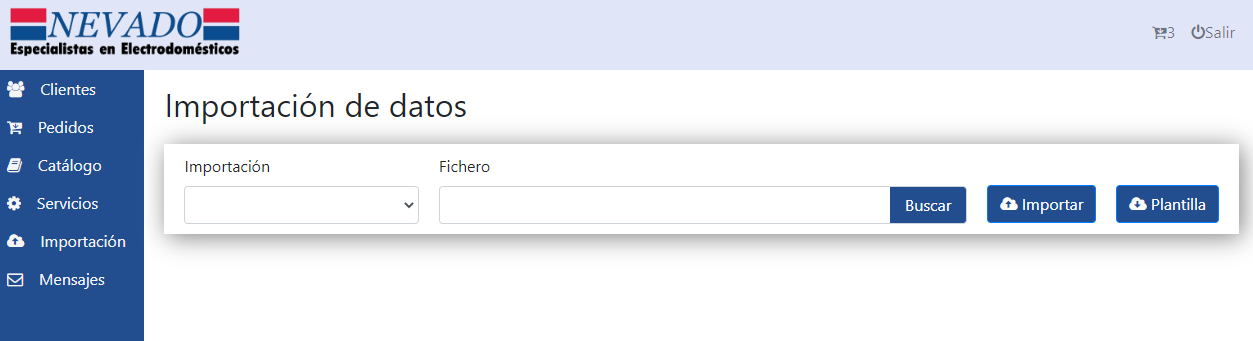 NEVADO
Especialistas en Electrodomésticos
3 Salir
Clientes
Pedidos
Catálogo
Servicios
Importación
Mensajes
Importación de datos
Importación Fichero
Buscar Importar Plantilla